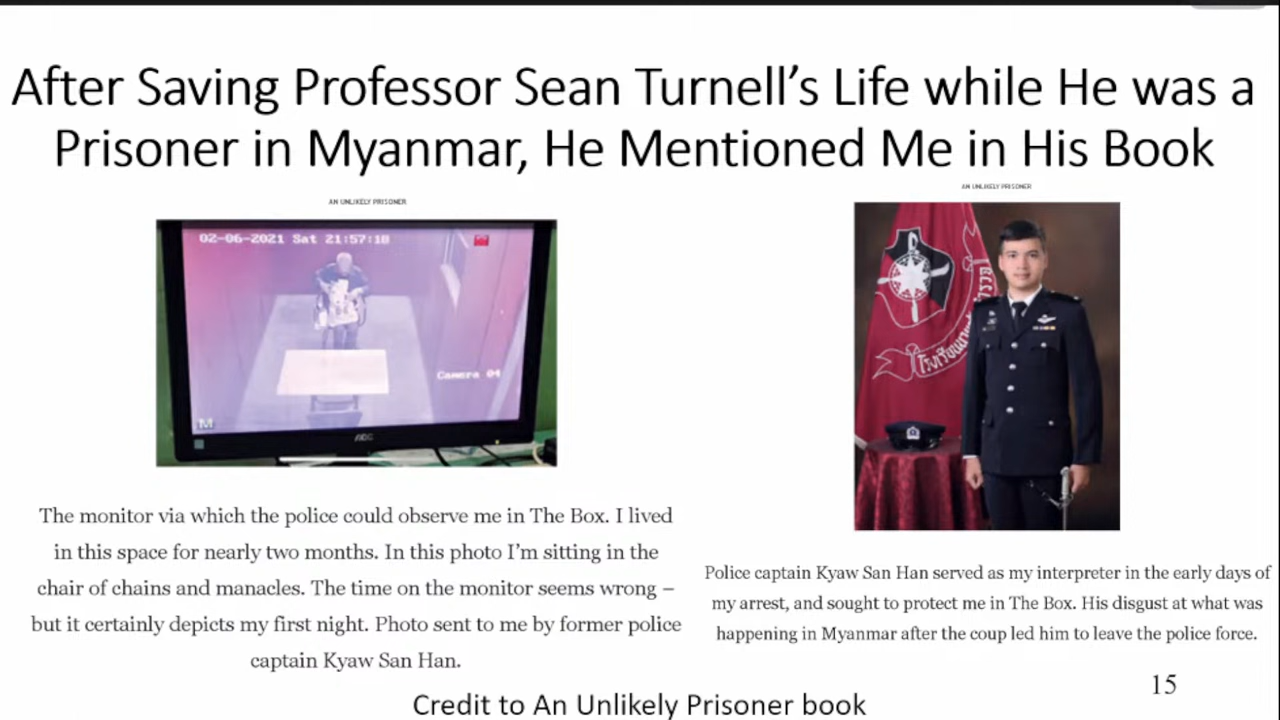 After Saving Professor Sean Turnell’s Life while He was a
Prisoner in Myanmar, He Mentioned Me in His Book
AN UNLIKELY PRISONER
02-06-2021 Sat 21:57:18
Camera 04
M
AOC
The monitor via which the police could observe me in The Box. I lived
in this space for nearly two months. In this photo I’m sitting in the
chair of chains and manacles. The time on the monitor seems wrong –
but it certainly depicts my first night. Photo sent to me by former police
captain Kyaw San Han.
AN UNLIKELY PRISONER
Police captain Kyaw San Han served as my interpreter in the early days of
my arrest, and sought to protect me in The Box. His disgust at what was
happening in Myanmar after the coup led him to leave the police force.
Credit to An Unlikely Prisoner book
15